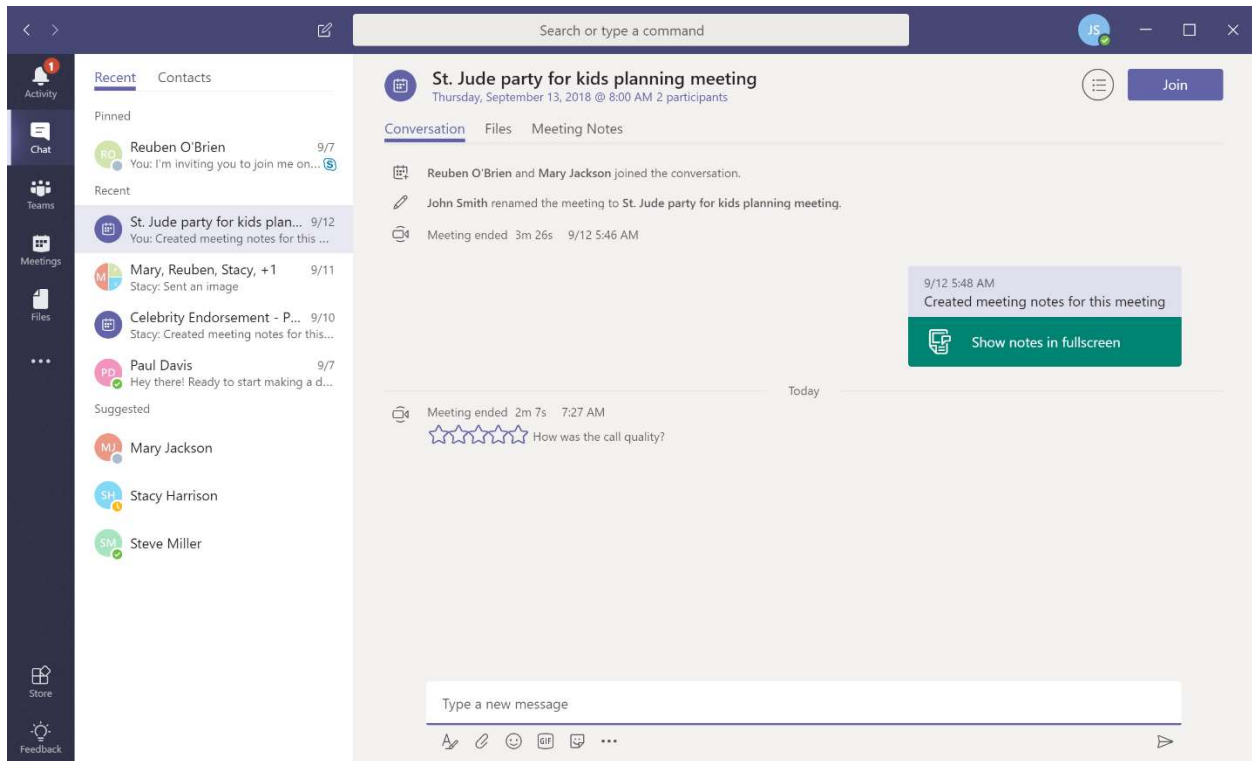 Search or type a command
JS
1
Activity
Chat
Teams
Meetings
Files
Store
Feedback
Recent
Contacts
Pinned
RO
Reuben O'Brien
9/7
You: I'm inviting you to join me on...
S
Recent
St. Jude party for kids plan...
9/12
You: Created meeting notes for this ...
M
Mary, Reuben, Stacy, +1
9/11
Stacy: Sent an image
Celebrity Endorsement - P...
9/10
Stacy: Created meeting notes for this...
PD
Paul Davis
9/7
Hey there! Ready to start making a d...
Suggested
MJ
Mary Jackson
SH
Stacy Harrison
SM
Steve Miller
St. Jude party for kids planning meeting
Thursday, September 13, 2018 @ 8:00 AM 2 participants
Join
Conversation
Files
Meeting Notes
Reuben O'Brien and Mary Jackson joined the conversation.
John Smith renamed the meeting to St. Jude party for kids planning meeting.
Meeting ended 3m 26s 9/12 5:46 AM
9/12 5:48 AM
Created meeting notes for this meeting
Show notes in fullscreen
Today
Meeting ended 2m 7s 7:27 AM
How was the call quality?
Type a new message
GIF